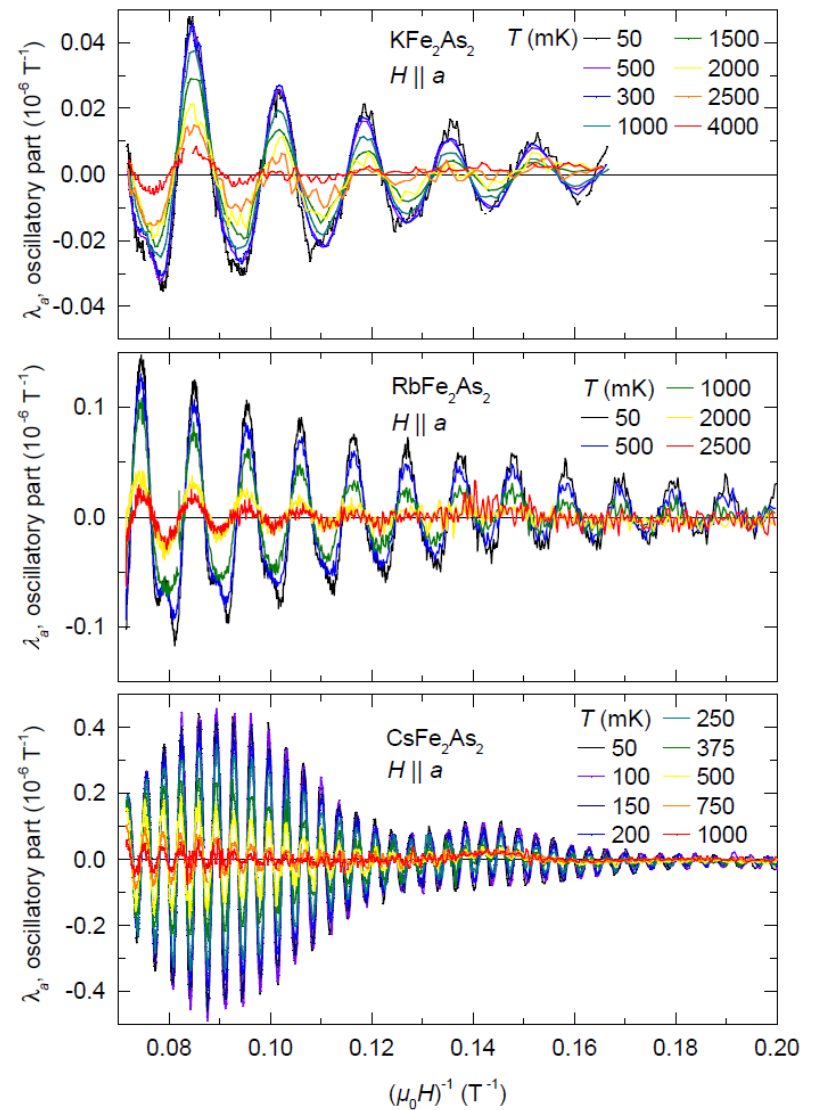 λa, oscillatory part (10⁻⁶ T⁻¹)
0.04
0.02
0.00
-0.02
-0.04
KFe₂As₂
H || a
T (mK)
50
500
300
1000
1500
2000
2500
4000
λa, oscillatory part (10⁻⁶ T⁻¹)
0.1
0.0
-0.1
RbFe₂As₂
H || a
T (mK)
50
500
1000
2000
2500
λa, oscillatory part (10⁻⁶ T⁻¹)
0.4
0.2
0.0
-0.2
-0.4
CsFe₂As₂
H || a
T (mK)
50
100
150
200
250
375
500
750
1000
0.08 0.10 0.12 0.14 0.16 0.18 0.20
(μ₀H)⁻¹ (T⁻¹)